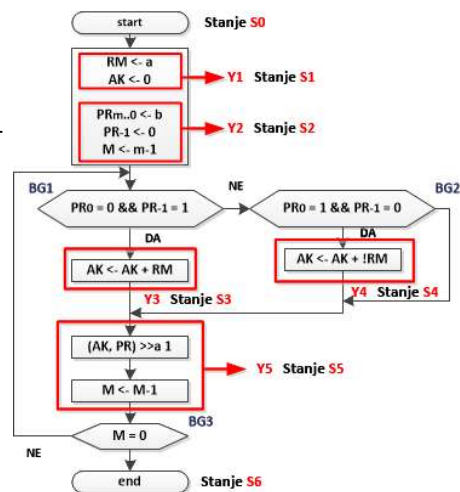 start Stanje S0
RM <- a
AK <- 0
Y1 Stanje S1
PRm..0 <- b
PR-1 <- 0
M <- m-1
Y2 Stanje S2
BG1
NE
BG2
PR0 = 0 && PR-1 = 1
PR0 = 1 && PR-1 = 0
DA
DA
AK <- AK + RM
AK <- AK + !RM
Y3 Stanje S3
Y4 Stanje S4
(AK, PR) >>a 1
Y5 Stanje S5
M <- M-1
BG3
M = 0
NE
end Stanje S6